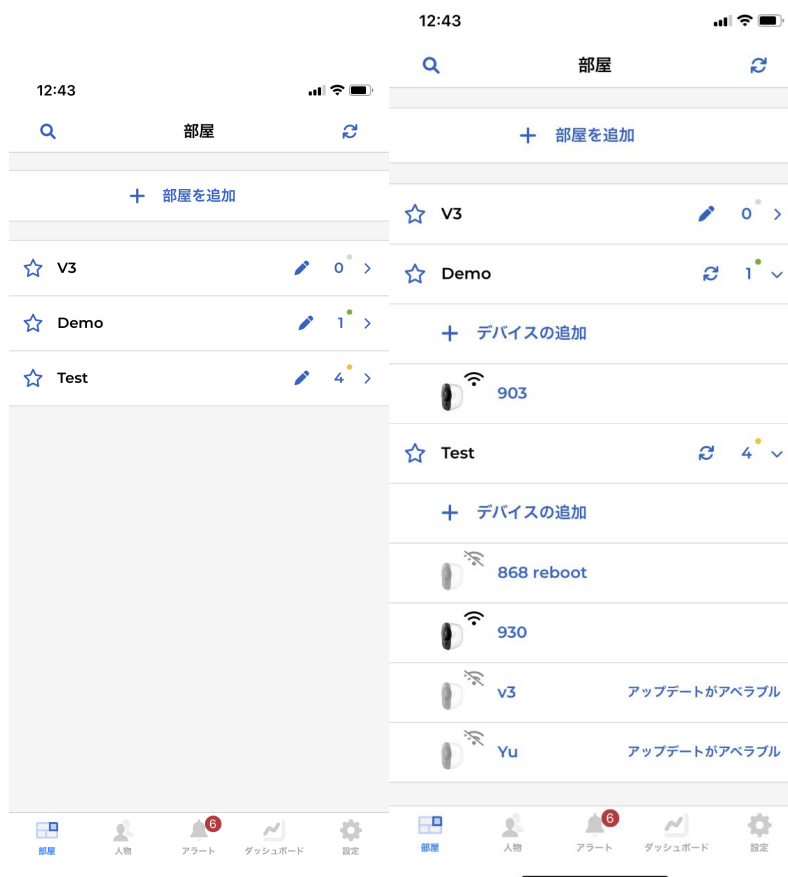 12:43
部屋
部屋を追加
V3 0
Demo 1
Test 4
6
部屋 人物 アラート ダッシュボード 設定
12:43
部屋
部屋を追加
V3 0
Demo 1
デバイスの追加
903
Test 4
デバイスの追加
868 reboot
930
v3 アップデートがアベラブル
Yu アップデートがアベラブル
6
部屋 人物 アラート ダッシュボード 設定